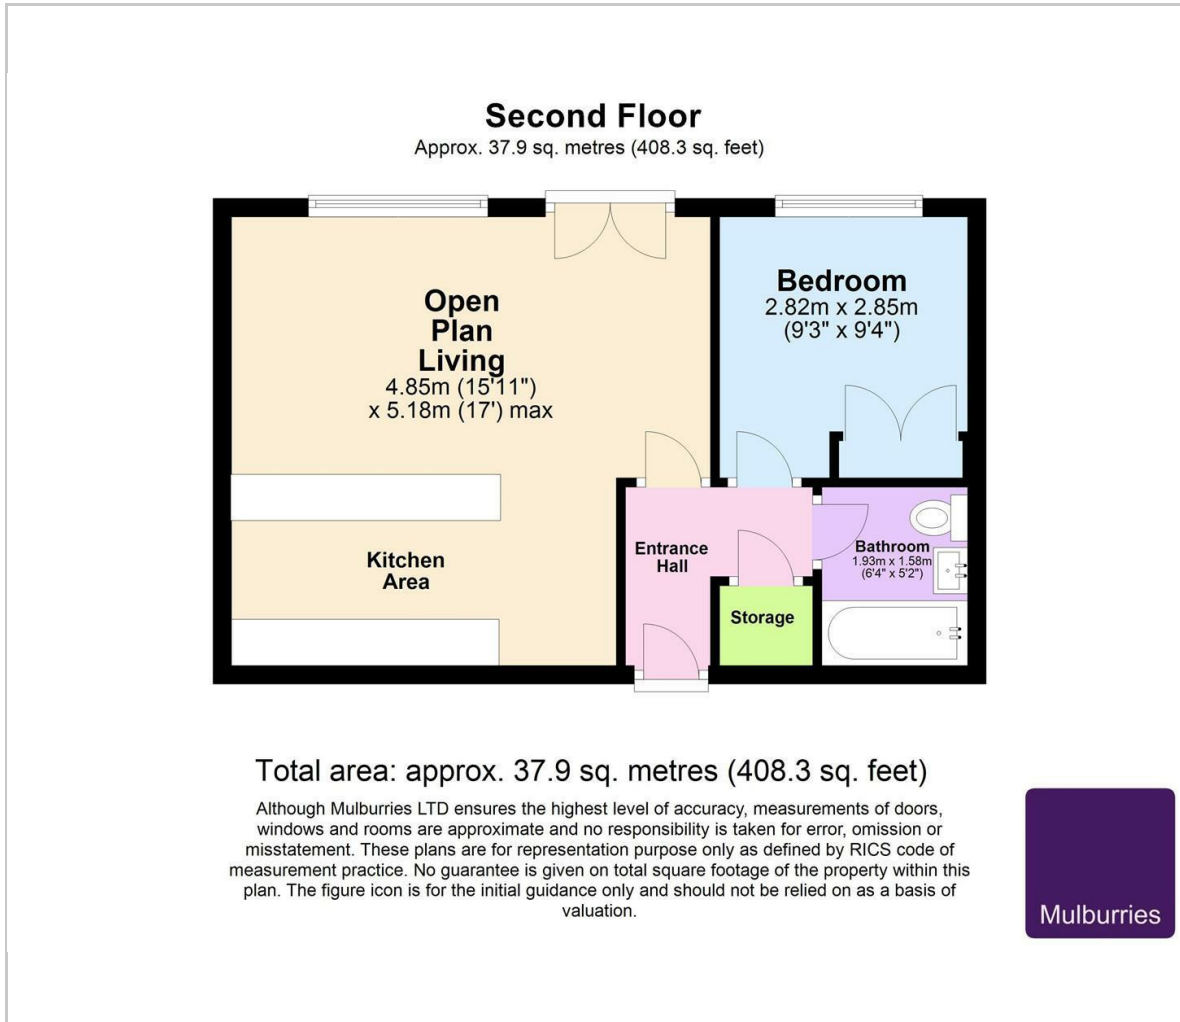 Second Floor
Approx. 37.9 sq. metres (408.3 sq. feet)
Open
Plan
Living
4.85m (15'11")
x 5.18m (17') max
Bedroom
2.82m x 2.85m
(9'3" x 9'4")
Kitchen
Area
Entrance
Hall
Bathroom
1.93m x 1.58m
(6'4" x 5'2")
Storage
Total area: approx. 37.9 sq. metres (408.3 sq. feet)
Although Mulburries LTD ensures the highest level of accuracy, measurements of doors,
windows and rooms are approximate and no responsibility is taken for error, omission or
misstatement. These plans are for representation purpose only as defined by RICS code of
measurement practice. No guarantee is given on total square footage of the property within this
plan. The figure icon is for the initial guidance only and should not be relied on as a basis of
valuation.
Mulburries